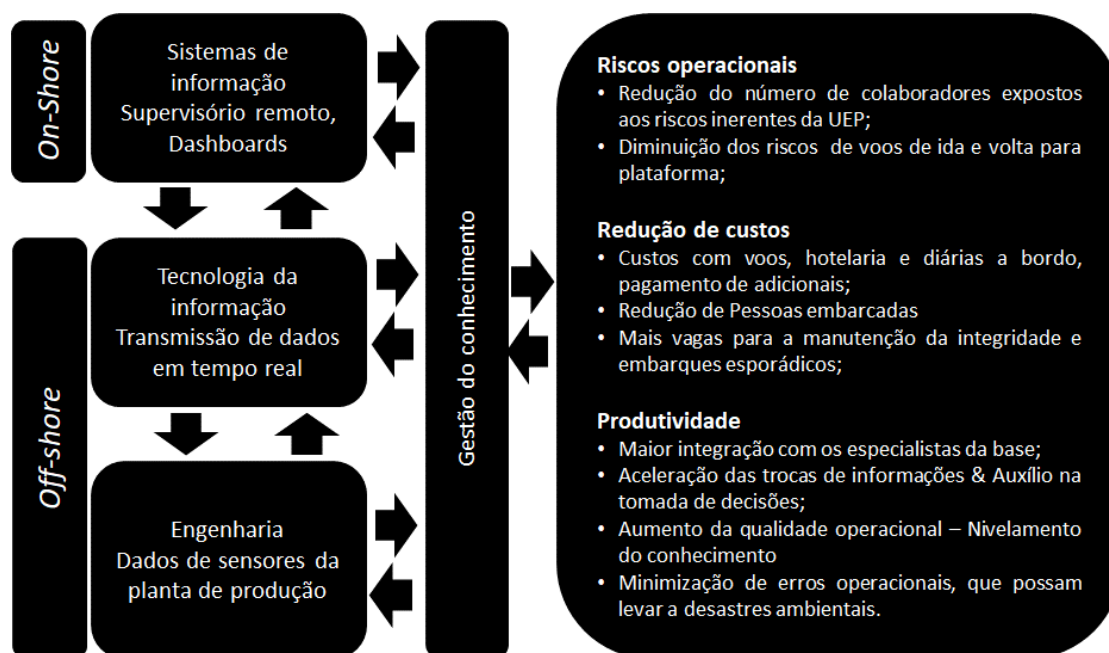 On-Shore
Sistemas de
informação
Supervisório remoto,
Dashboards
Off-shore
Tecnologia da
informação
Transmissão de dados
em tempo real
Engenharia
Dados de sensores da
planta de produção
Gestão do conhecimento
Riscos operacionais
• Redução do número de colaboradores expostos
aos riscos inerentes da UEP;
• Diminuição dos riscos de voos de ida e volta para
plataforma;
Redução de custos
• Custos com voos, hotelaria e diárias a bordo,
pagamento de adicionais;
• Redução de Pessoas embarcadas
• Mais vagas para a manutenção da integridade e
embarques esporádicos;
Produtividade
• Maior integração com os especialistas da base;
• Aceleração das trocas de informações & Auxílio na
tomada de decisões;
• Aumento da qualidade operacional – Nivelamento
do conhecimento
• Minimização de erros operacionais, que possam
levar a desastres ambientais.